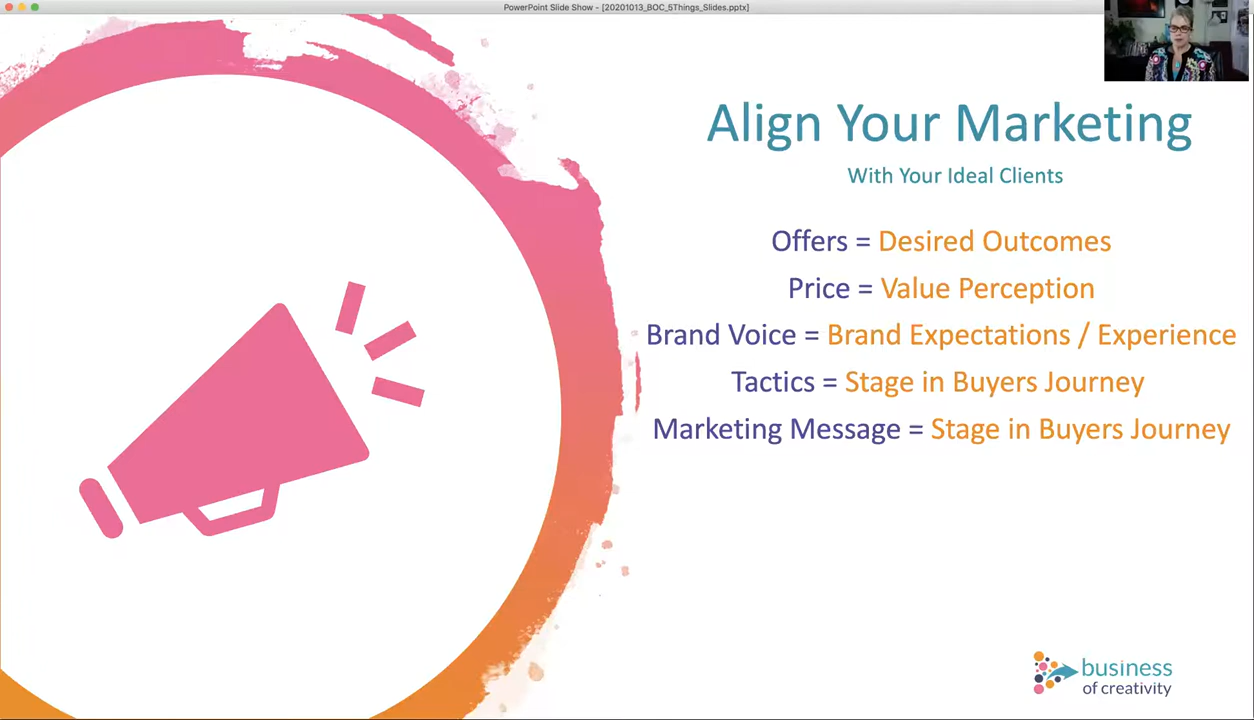 PowerPoint Slide Show - [20201013_BOC_5Things_Slides.pptx]
Align Your Marketing
With Your Ideal Clients
Offers = Desired Outcomes
Price = Value Perception
Brand Voice = Brand Expectations / Experience
Tactics = Stage in Buyers Journey
Marketing Message = Stage in Buyers Journey
business
of creativity